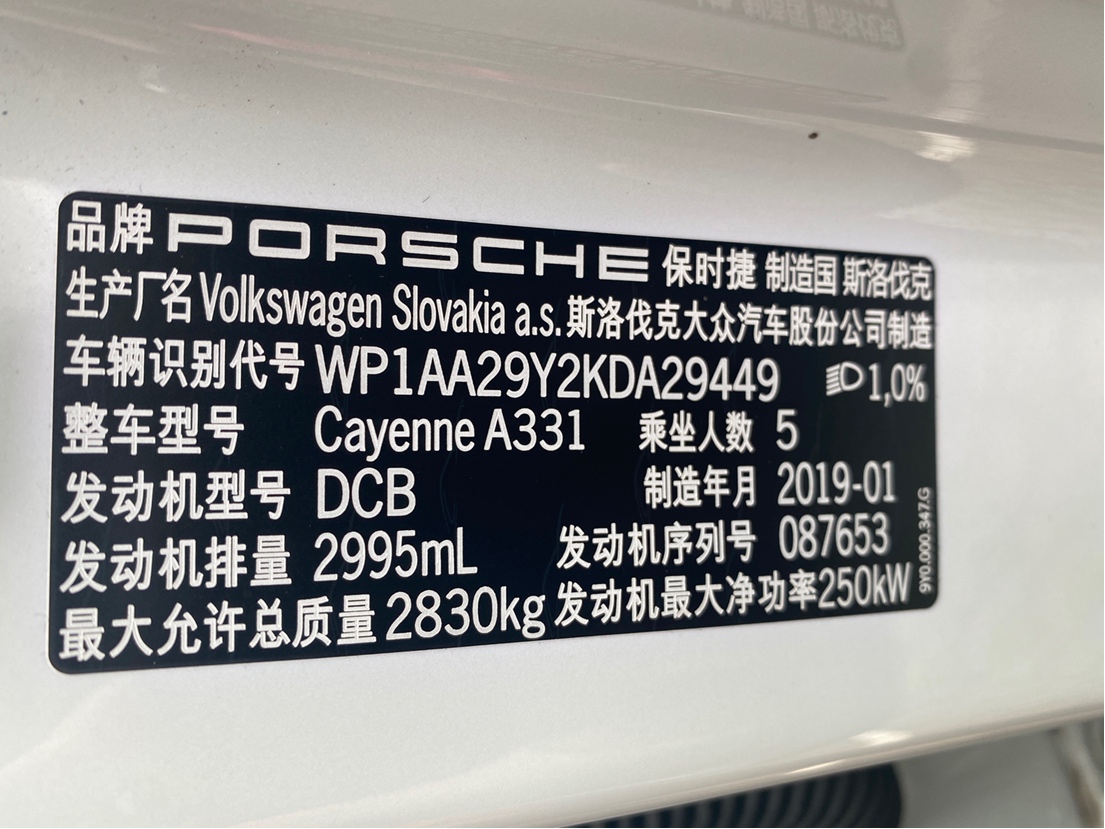 品牌 PORSCHE 保时捷 制造国 斯洛伐克
生产厂名 Volkswagen Slovakia a.s. 斯洛伐克大众汽车股份公司制造
车辆识别代号 WP1AA29Y2KDA29449 1,0%
整车型号 Cayenne A331 乘坐人数 5
发动机型号 DCB 制造年月 2019-01
发动机排量 2995mL 发动机序列号 087653
最大允许总质量 2830kg 发动机最大净功率 250kW
9Y0.000.347.G